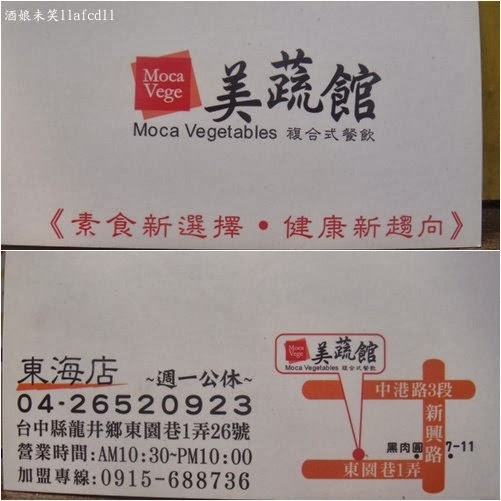 酒娘未笑llafcdll
Moca
Vege
美蔬館
Moca Vegetables 複合式餐飲
《素食新選擇•健康新趨向》
Moca
Vege
美蔬館
Moca Vegetables 複合式餐飲
東海店
~週一公休~
04-26520923
台中縣龍井鄉東園巷1弄26號
營業時間:AM10:30~PM10:00
加盟專線:0915-688736
中港路3段
新興路
黑肉圓
7-11
東園巷1弄